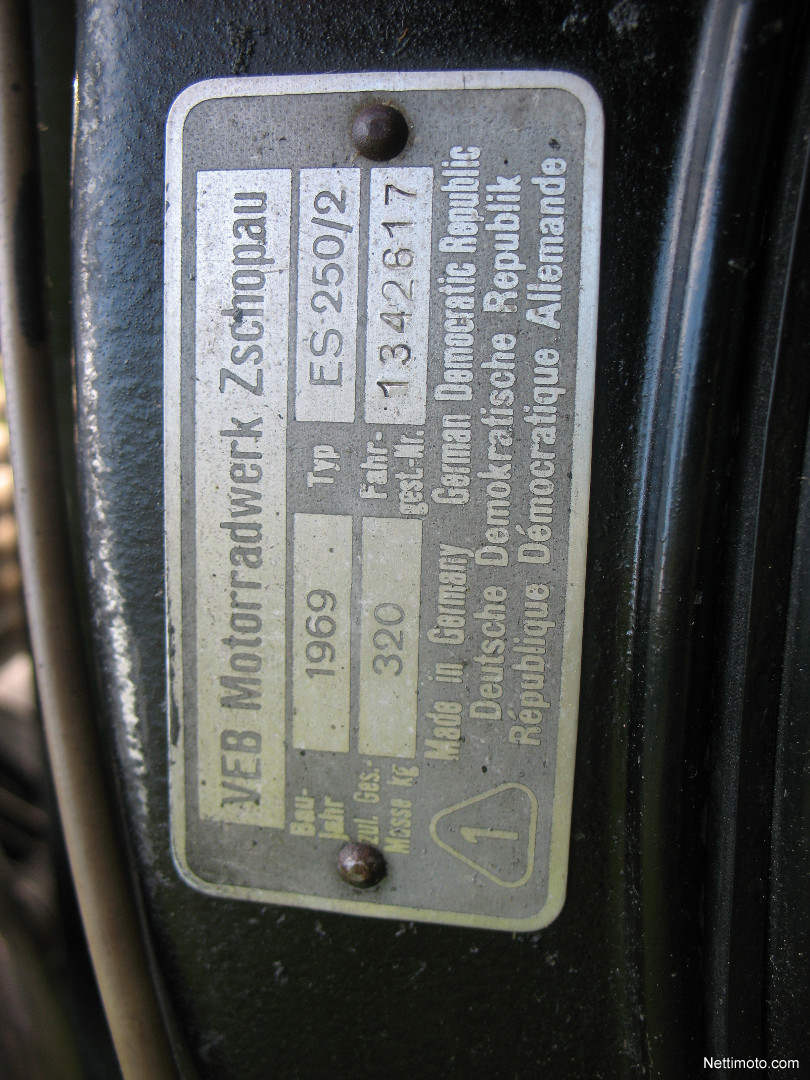 VEB Motorradwerk Zschopau
Bau-
jahr
1969
Typ
ES 250/2
zul. Ges.-
Masse kg
320
Fahr-
gest.-Nr.
1342617
Made in Germany German Democratic Republic
Deutsche Demokratische Republik
République Démocratique Allemande
1
Nettimoto.com